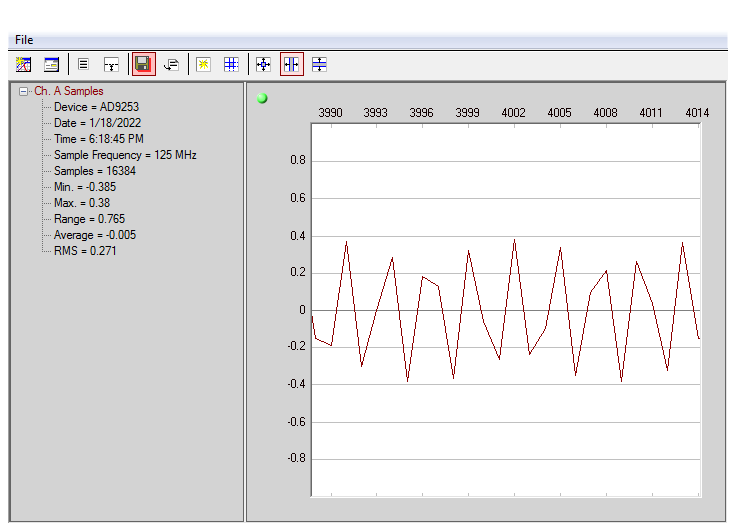 File
Ch. A Samples
Device = AD9253
Date = 1/18/2022
Time = 6:18:45 PM
Sample Frequency = 125 MHz
Samples = 16384
Min. = -0.385
Max. = 0.38
Range = 0.765
Average = -0.005
RMS = 0.271
3990 3993 3996 3999 4002 4005 4008 4011 4014
0.8
0.6
0.4
0.2
0
-0.2
-0.4
-0.6
-0.8